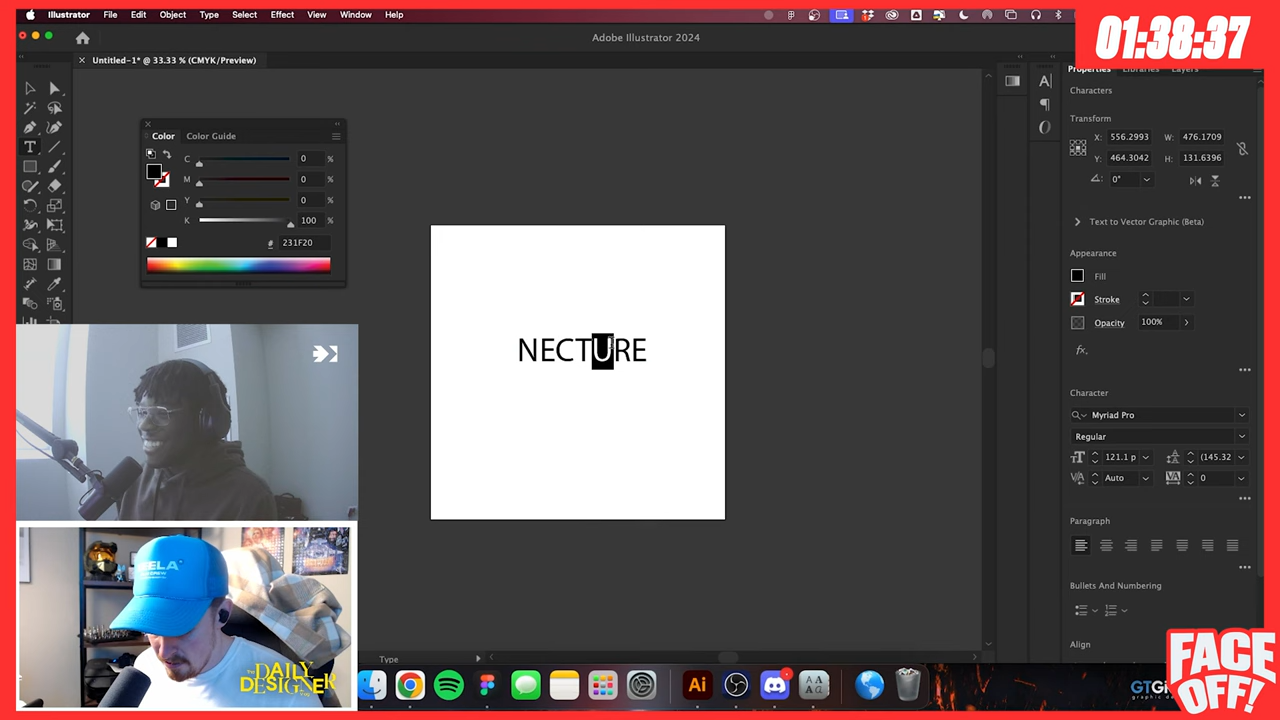 Illustrator File Edit Object Type Select Effect View Window Help
01:38:37
Adobe Illustrator 2024
× Untitled-1* @ 33.33 % (CMYK/Preview)
Properties Libraries Layers
Characters
Transform
X: 556.2993 W: 476.1709
Y: 464.3042 H: 131.6396
0°
Text to Vector Graphic (Beta)
Appearance
Fill
Stroke
Opacity 100%
fx.
Character
Myriad Pro
Regular
121.1 p (145.32
Auto 0
Paragraph
Bullets And Numbering
Align
Color Color Guide
C 0 %
M 0 %
Y 0 %
K 100 %
# 231F20
NECTURE
THE DAILY
DESIGNER
Type
Ai
FACE
OFF!